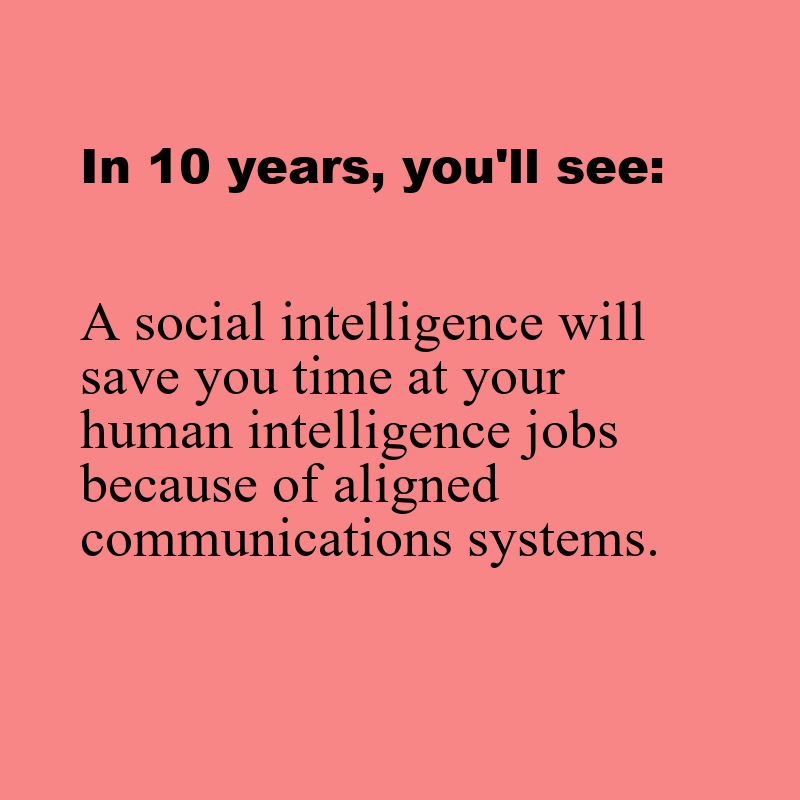 In 10 years, you'll see:
A social intelligence will
save you time at your
human intelligence jobs
because of aligned
communications systems.